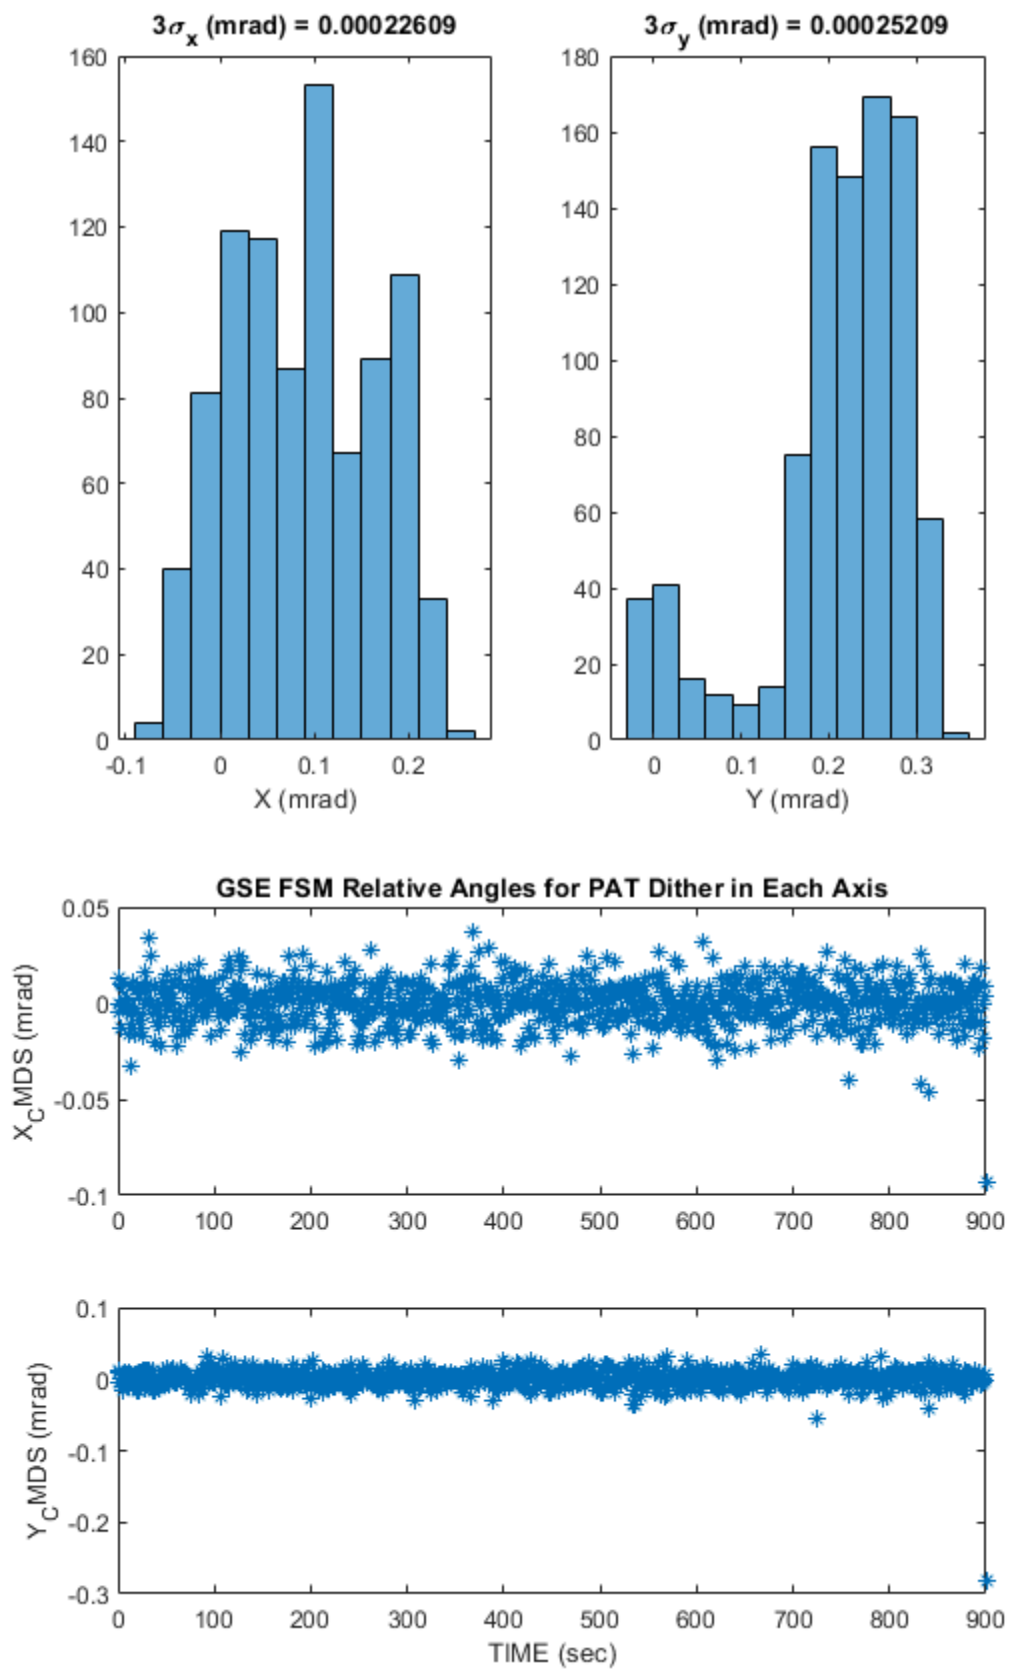 3σx (mrad) = 0.00022609
160
140
120
100
80
60
40
20
0
-0.1 0 0.1 0.2
X (mrad)
3σy (mrad) = 0.00025209
180
160
140
120
100
80
60
40
20
0
0 0.1 0.2 0.3
Y (mrad)
GSE FSM Relative Angles for PAT Dither in Each Axis
0.05
0
-0.05
-0.1
XCMDS (mrad)
0 100 200 300 400 500 600 700 800 900
0.1
0
-0.1
-0.2
-0.3
YCMDS (mrad)
0 100 200 300 400 500 600 700 800 900
TIME (sec)